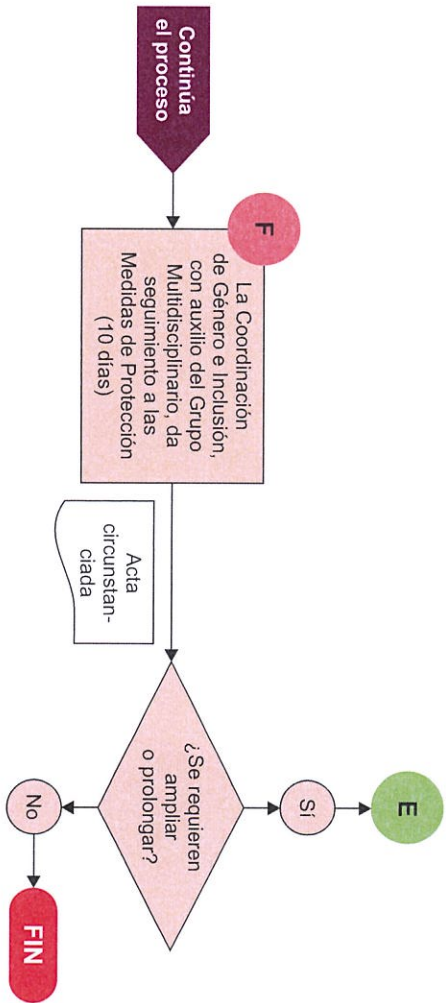 Continúa
el proceso
F
La Coordinación
de Género e Inclusión,
con auxilio del Grupo
Multidisciplinario, da
seguimiento a las
Medidas de Protección
(10 días)
Acta
circunstan-
ciada
¿Se requieren
ampliar
o prolongar?
Sí
E
No
FIN